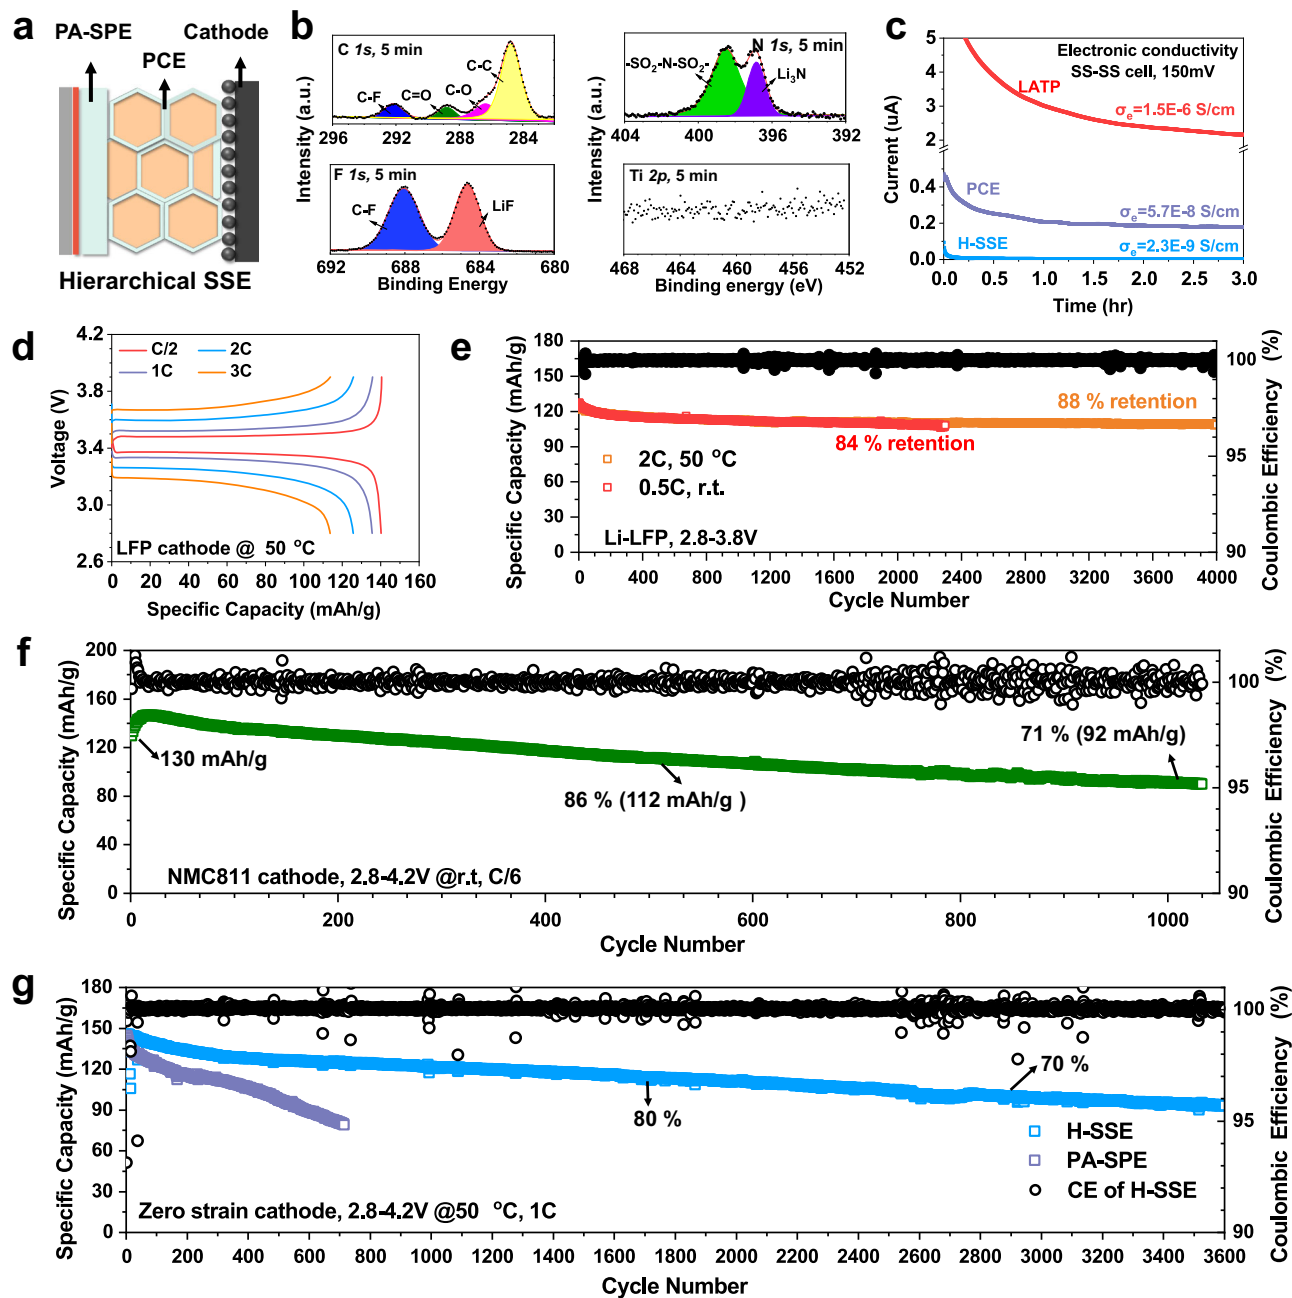 a
PA-SPE
Cathode
PCE
Hierarchical SSE
b
Intensity (a.u.)
C 1s, 5 min
C-C
C-F
C=O
C-O
296 292 288 284
F 1s, 5 min
C-F
LiF
692 688 684 680
Binding Energy
Intensity (a.u.)
N 1s, 5 min
-SO2-N-SO2-
Li3N
404 400 396 392
Ti 2p, 5 min
468 464 460 456 452
Binding energy (eV)
c
Current (uA)
5
4
3
2
0.4
0.2
0.0
Electronic conductivity
SS-SS cell, 150mV
LATP
σe=1.5E-6 S/cm
PCE
σe=5.7E-8 S/cm
H-SSE
σe=2.3E-9 S/cm
0.0 0.5 1.0 1.5 2.0 2.5 3.0
Time (hr)
d
Voltage (V)
4.2
3.8
3.4
3.0
2.6
C/2
2C
1C
3C
LFP cathode @ 50 °C
0 20 40 60 80 100 120 140 160
Specific Capacity (mAh/g)
e
Specific Capacity (mAh/g)
180
150
120
90
60
30
0
88 % retention
84 % retention
2C, 50 °C
0.5C, r.t.
Li-LFP, 2.8-3.8V
100
95
90
Coulombic Efficiency (%)
0 400 800 1200 1600 2000 2400 2800 3200 3600 4000
Cycle Number
f
Specific Capacity (mAh/g)
200
160
120
80
40
0
130 mAh/g
86 % (112 mAh/g )
71 % (92 mAh/g)
NMC811 cathode, 2.8-4.2V @r.t, C/6
100
95
90
Coulombic Efficiency (%)
0 200 400 600 800 1000
Cycle Number
g
Specific Capacity (mAh/g)
180
150
120
90
60
30
0
80 %
70 %
H-SSE
PA-SPE
CE of H-SSE
Zero strain cathode, 2.8-4.2V @50 °C, 1C
100
95
90
Coulombic Efficiency (%)
0 200 400 600 800 1000 1200 1400 1600 1800 2000 2200 2400 2600 2800 3000 3200 3400 3600
Cycle Number